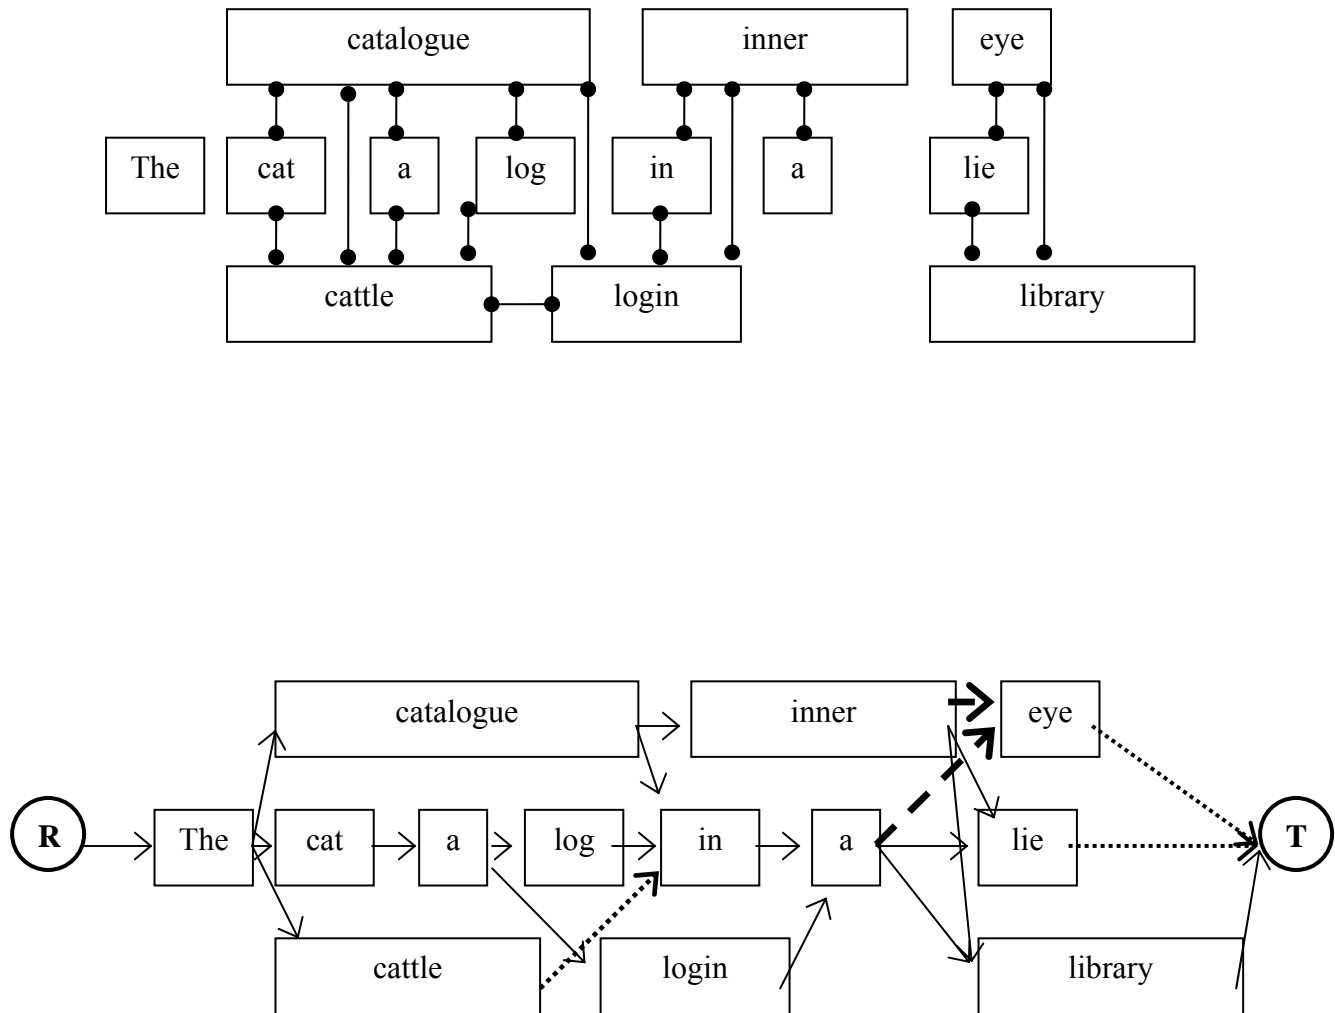 catalogue inner eye
The cat a log in a lie
cattle login library
catalogue inner eye
R The cat a log in a lie T
cattle login library